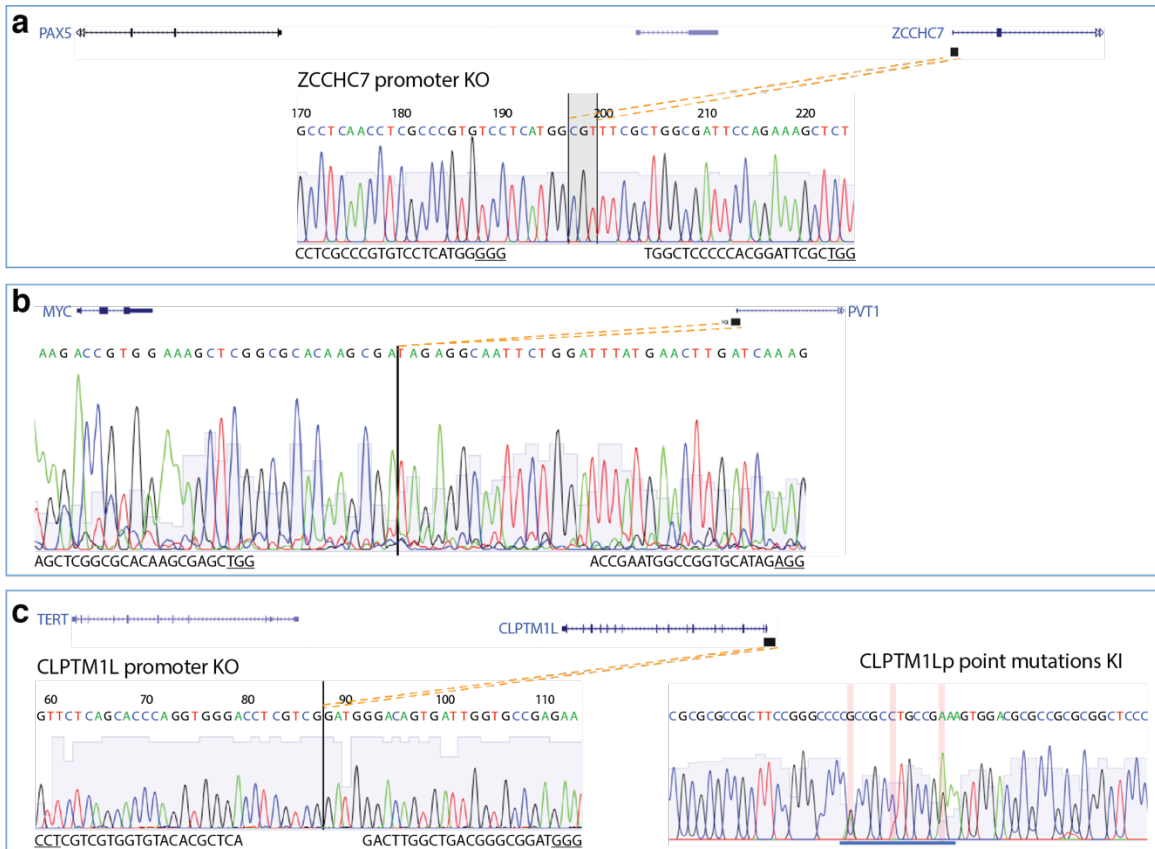 a
PAX5
ZCCHC7
ZCCHC7 promoter KO
170 180 190 200 210 220
GCCTCAACCTCGCCCGTGTCCTCATGGCGTTTCGCTGGCGATTCCAGAAAGCTCT
CCTCGCCCGTGTCCTCATGGGGG TGGCTCCCCCACGGATTCGCTGG
b
MYC
PVT1
AAGACCGTGGAAAGCTCGGCGCACAAGCGATAGAGGCAATTCTGGATTTATGAACTTGATCAAAG
AGCTCGGCGCACAAGCGAGCTGG ACCGAATGGCCGGTGCATAGAGG
c
TERT
CLPTM1L
CLPTM1L promoter KO
60 70 80 90 100 110
GTTCTCAGCACCCAGGTGGGACCTCGTCGGATGGGACAGTGATTGGTGCCGAGAA
CCTCGTCGTGGTGTACACGCTCA GACTTGGCTGACGGGCGGATGGG
CLPTM1Lp point mutations KI
CGCGCGCCGCTTCCGGGCCCCGCCGCCTGCCGAAAGTGGACGCGCCGCGCGGCTCCC